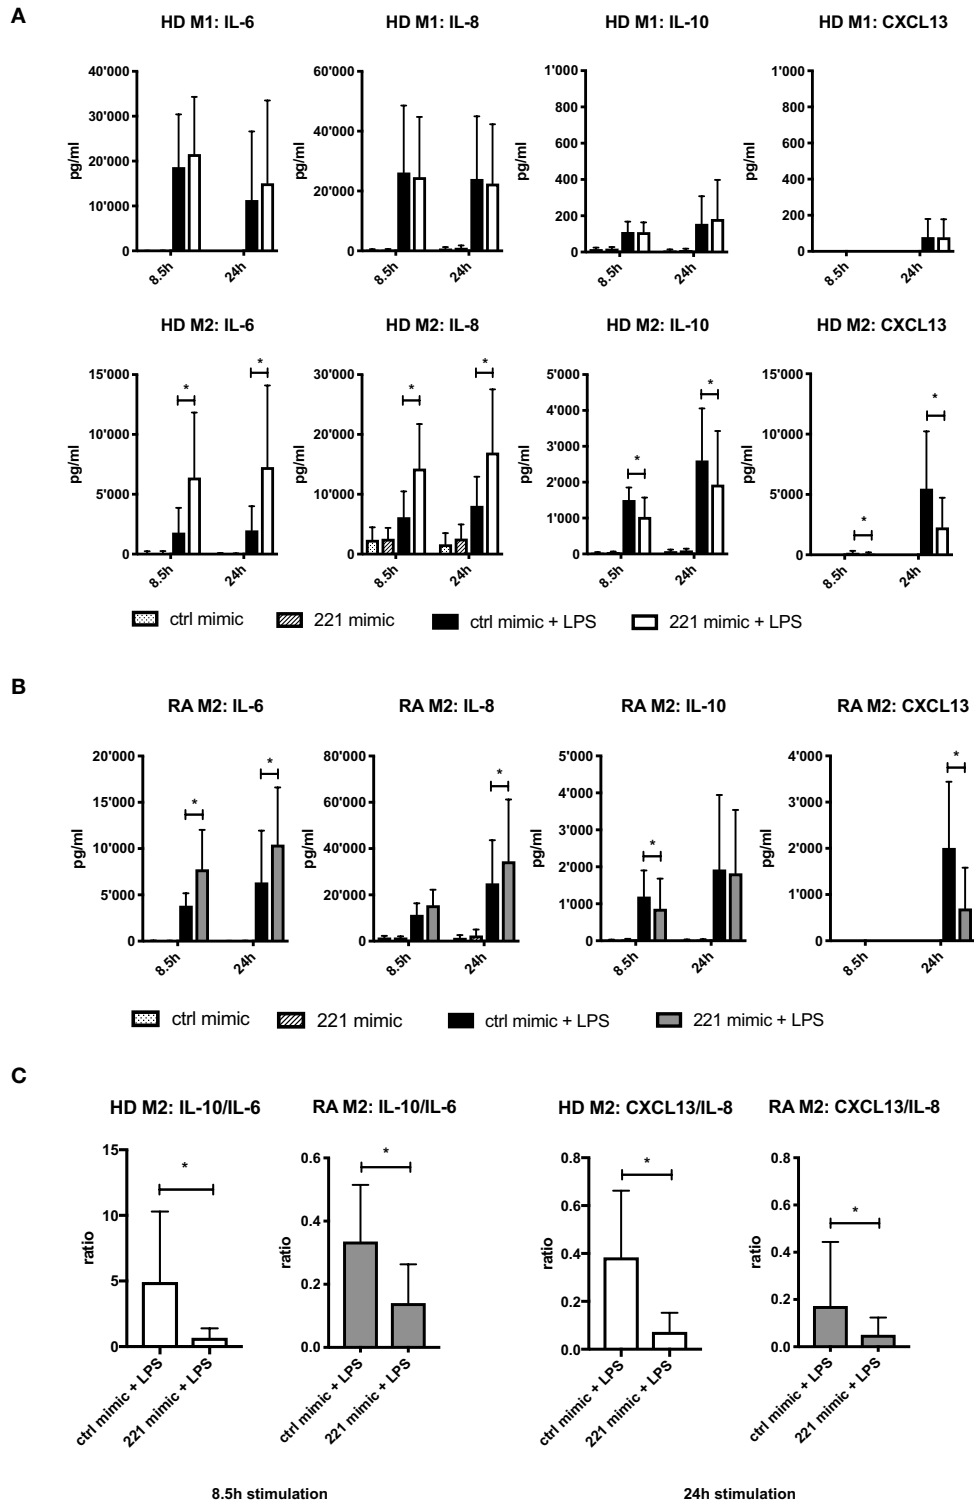 A
HD M1: IL-6
HD M1: IL-8
HD M1: IL-10
HD M1: CXCL13
40'000
30'000
20'000
10'000
0
pg/ml
8.5h
24h
60'000
40'000
20'000
0
pg/ml
8.5h
24h
1'000
800
600
400
200
0
pg/ml
8.5h
24h
1'000
800
600
400
200
0
pg/ml
8.5h
24h
HD M2: IL-6
HD M2: IL-8
HD M2: IL-10
HD M2: CXCL13
15'000
10'000
5'000
0
pg/ml
*
*
8.5h
24h
30'000
20'000
10'000
0
pg/ml
*
*
8.5h
24h
5'000
4'000
3'000
2'000
1'000
0
pg/ml
*
*
8.5h
24h
15'000
10'000
5'000
0
pg/ml
*
*
8.5h
24h
ctrl mimic
221 mimic
ctrl mimic + LPS
221 mimic + LPS
B
RA M2: IL-6
RA M2: IL-8
RA M2: IL-10
RA M2: CXCL13
20'000
15'000
10'000
5'000
0
pg/ml
*
*
8.5h
24h
80'000
60'000
40'000
20'000
0
pg/ml
*
8.5h
24h
5'000
4'000
3'000
2'000
1'000
0
pg/ml
*
8.5h
24h
4'000
3'000
2'000
1'000
0
pg/ml
*
8.5h
24h
ctrl mimic
221 mimic
ctrl mimic + LPS
221 mimic + LPS
C
HD M2: IL-10/IL-6
RA M2: IL-10/IL-6
HD M2: CXCL13/IL-8
RA M2: CXCL13/IL-8
15
10
5
0
ratio
*
ctrl mimic + LPS
221 mimic + LPS
0.6
0.4
0.2
0.0
ratio
*
ctrl mimic + LPS
221 mimic + LPS
0.8
0.6
0.4
0.2
0.0
ratio
*
ctrl mimic + LPS
221 mimic + LPS
0.8
0.6
0.4
0.2
0.0
ratio
*
ctrl mimic + LPS
221 mimic + LPS
8.5h stimulation
24h stimulation